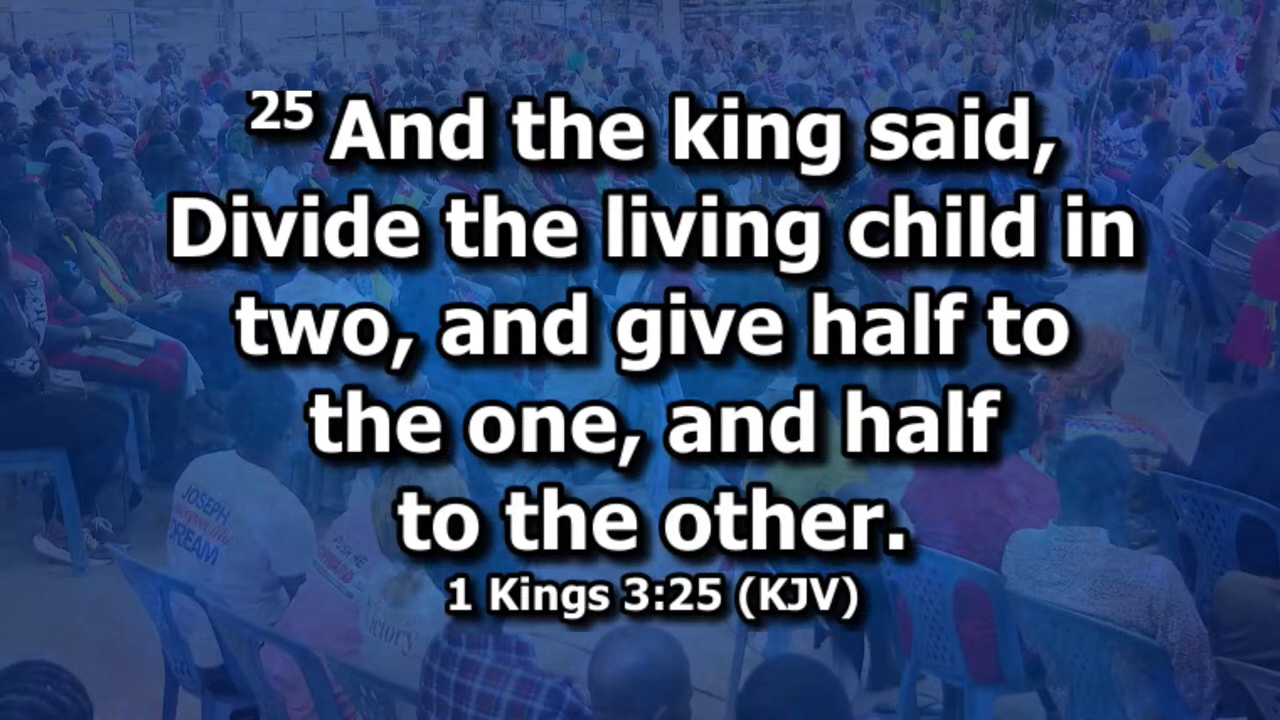 25 And the king said,
Divide the living child in
two, and give half to
the one, and half
to the other.
1 Kings 3:25 (KJV)
JOSEPH
DREAM